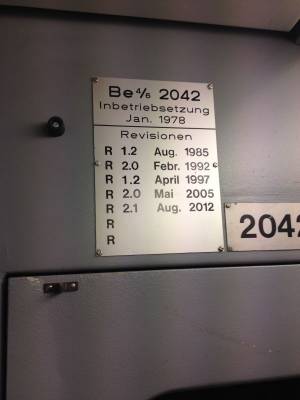 Be 4/6 2042
Inbetriebsetzung
Jan. 1978
Revisionen
R 1.2 Aug. 1985
R 2.0 Febr. 1992
R 1.2 April 1997
R 2.0 Mai 2005
R 2.1 Aug. 2012
R
R
2042